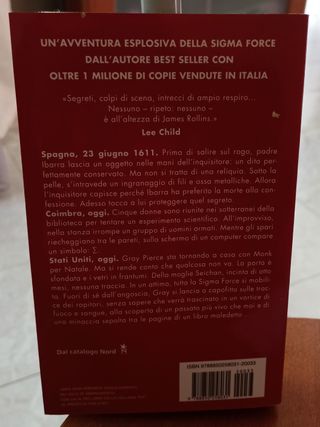 UN'AVVENTURA ESPLOSIVA DELLA SIGMA FORCE
DALL'AUTORE BEST SELLER CON
OLTRE 1 MILIONE DI COPIE VENDUTE IN ITALIA
«Segreti, colpi di scena, intrecci di ampio respiro...
Nessuno – ripeto: nessuno –
è all'altezza di James Rollins.»
Lee Child
Spagna, 23 giugno 1611. Prima di salire sul rogo, padre
Ibarra lascia un oggetto nelle mani dell'inquisitore: un dito per-
fettamente conservato. Ma non si tratta di una reliquia. Sotto la
pelle, s'intravede un ingranaggio di fili e ossa metalliche. Allora
l'inquisitore capisce perché Ibarra ha preferito la morte alla con-
fessione. Adesso tocca a lui proteggere quel segreto.
Coimbra, oggi. Cinque donne sono riunite nei sotterranei della
biblioteca per tentare un esperimento scientifico. All'improvviso,
nella stanza irrompe un gruppo di uomini armati. Mentre gli spari
riecheggiano tra le pareti, sullo schermo di un computer compare
un simbolo: Σ.
Stati Uniti, oggi. Gray Pierce sta tornando a casa con Monk
per Natale. Ma si rende conto che qualcosa non va. La porta è
sfondata e i vetri in frantumi. Della moglie Seichan, incinta di otto
mesi, nessuna traccia. In un attimo, tutta la Sigma Force si mobili-
ta. Fuori di sé dall'angoscia, Gray si lancia a capofitto sulle trac-
ce dei rapitori, senza sapere che verrà trascinato in un vortice di
fuoco e sangue, alla scoperta di un passato più vivo che mai e di
una minaccia sepolta tra le pagine di un libro maledetto...
Dal catalogo Nord
ISBN 9788850258031-20033
20033